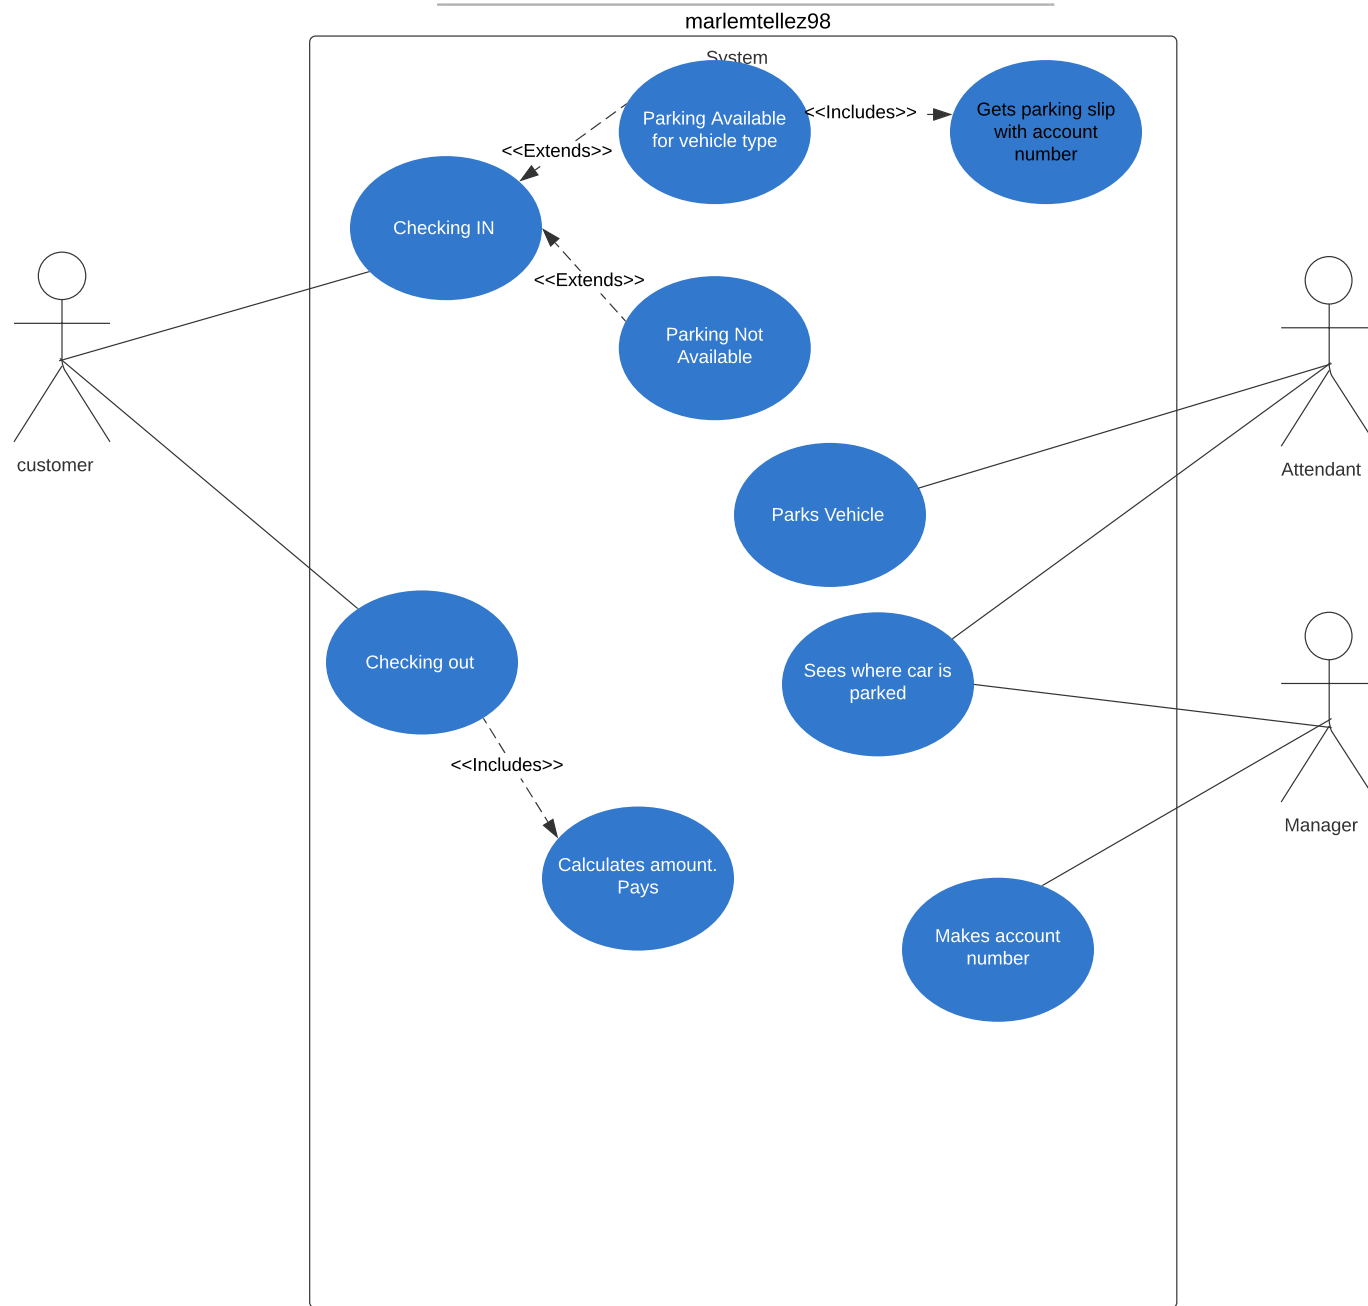 marlemtellez98
System
Parking Available
for vehicle type
<<Includes>>
Gets parking slip
with account
number
<<Extends>>
Checking IN
<<Extends>>
Parking Not
Available
customer
Attendant
Parks Vehicle
Checking out
Sees where car is
parked
<<Includes>>
Manager
Calculates amount.
Pays
Makes account
number